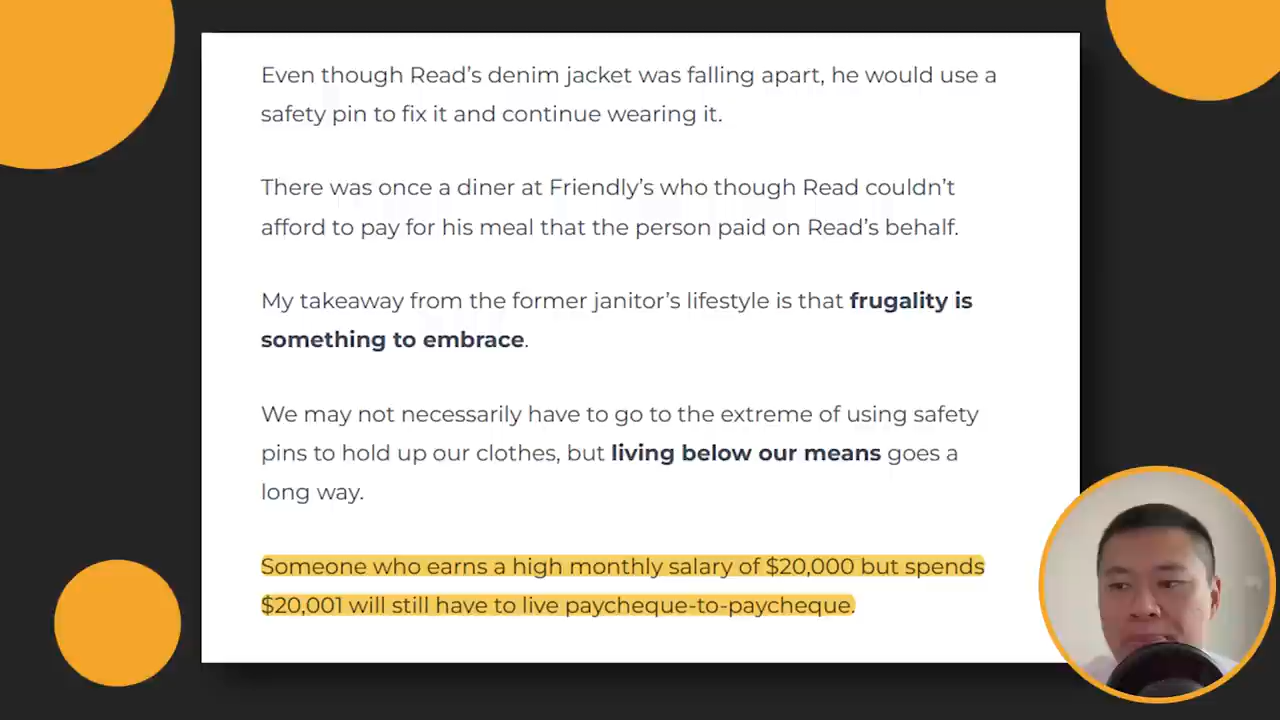 Even though Read’s denim jacket was falling apart, he would use a
safety pin to fix it and continue wearing it.
There was once a diner at Friendly’s who though Read couldn’t
afford to pay for his meal that the person paid on Read’s behalf.
My takeaway from the former janitor’s lifestyle is that frugality is
something to embrace.
We may not necessarily have to go to the extreme of using safety
pins to hold up our clothes, but living below our means goes a
long way.
Someone who earns a high monthly salary of $20,000 but spends
$20,001 will still have to live paycheque-to-paycheque.